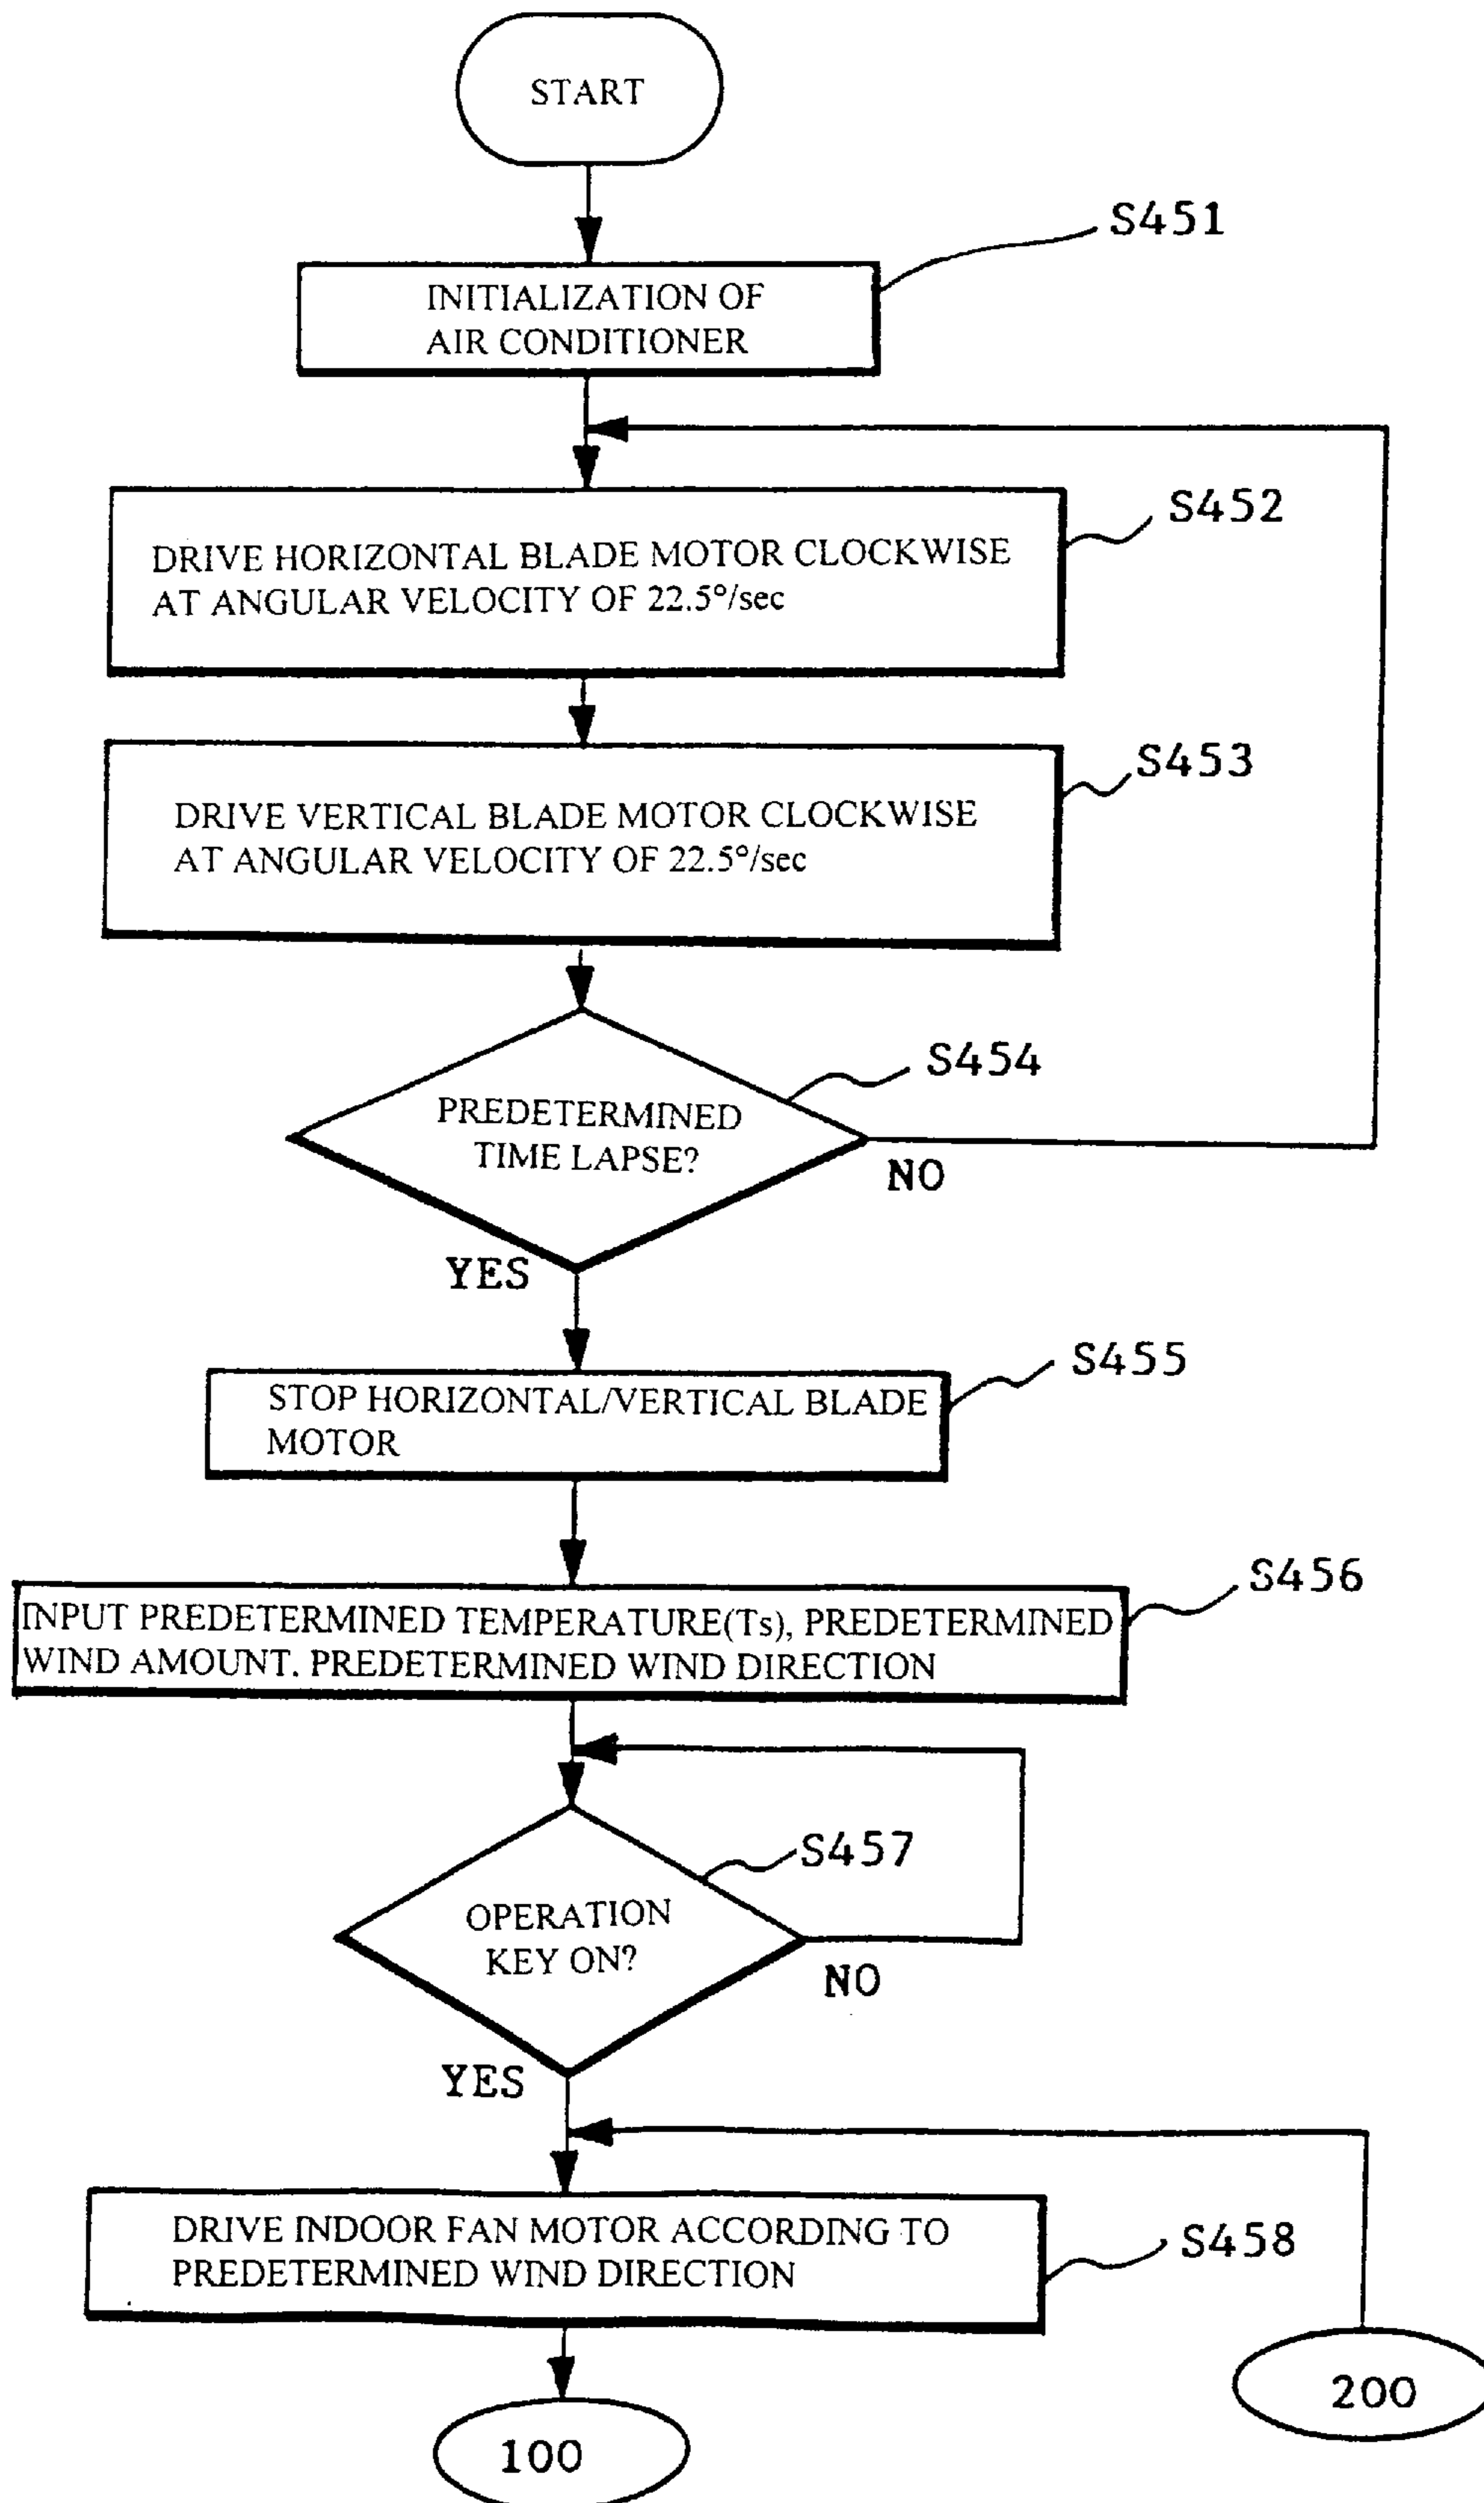 START
S451
INITIALIZATION OF
AIR CONDITIONER
S452
DRIVE HORIZONTAL BLADE MOTOR CLOCKWISE
AT ANGULAR VELOCITY OF 22.5°/sec
S453
DRIVE VERTICAL BLADE MOTOR CLOCKWISE
AT ANGULAR VELOCITY OF 22.5°/sec
S454
PREDETERMINED
TIME LAPSE?
NO
YES
S455
STOP HORIZONTAL/VERTICAL BLADE
MOTOR
S456
INPUT PREDETERMINED TEMPERATURE(Ts), PREDETERMINED
WIND AMOUNT. PREDETERMINED WIND DIRECTION
S457
OPERATION
KEY ON?
NO
YES
DRIVE INDOOR FAN MOTOR ACCORDING TO
PREDETERMINED WIND DIRECTION
S458
200
100